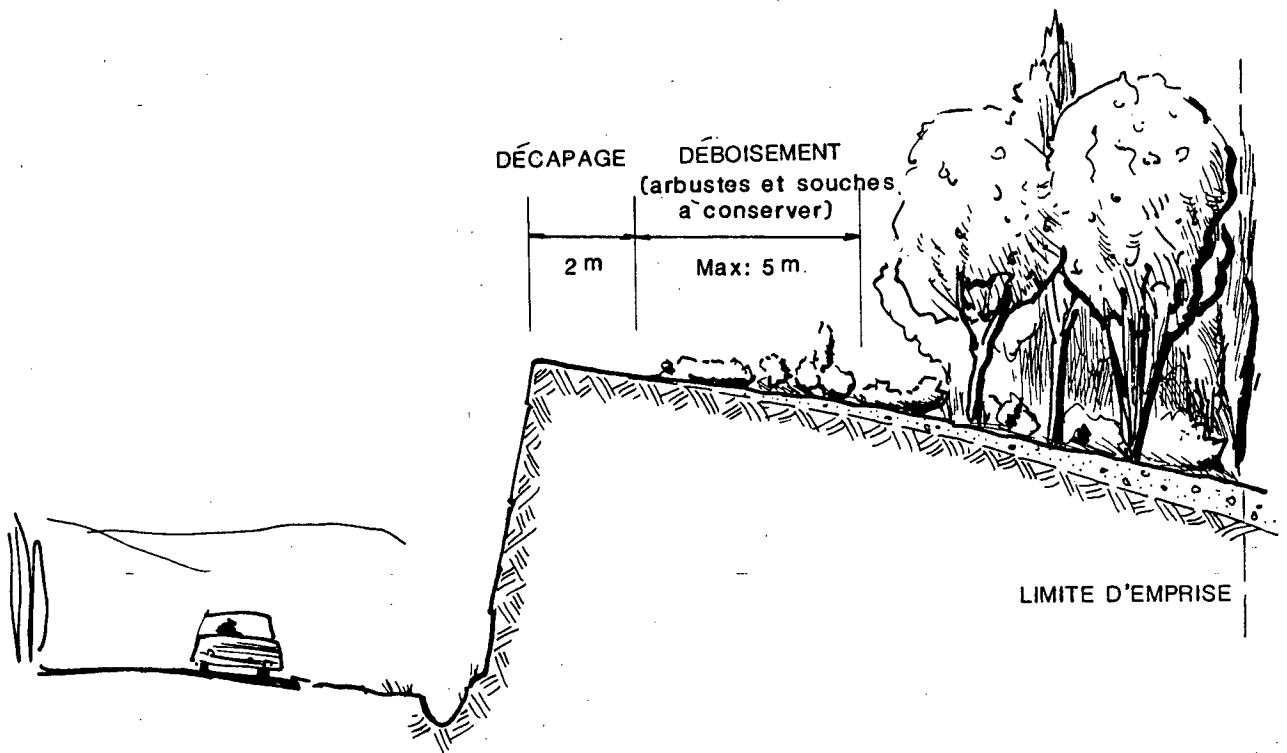 DÉCAPAGE
DÉBOISEMENT
(arbustes et souches
à conserver)
2 m
Max: 5 m.
LIMITE D'EMPRISE